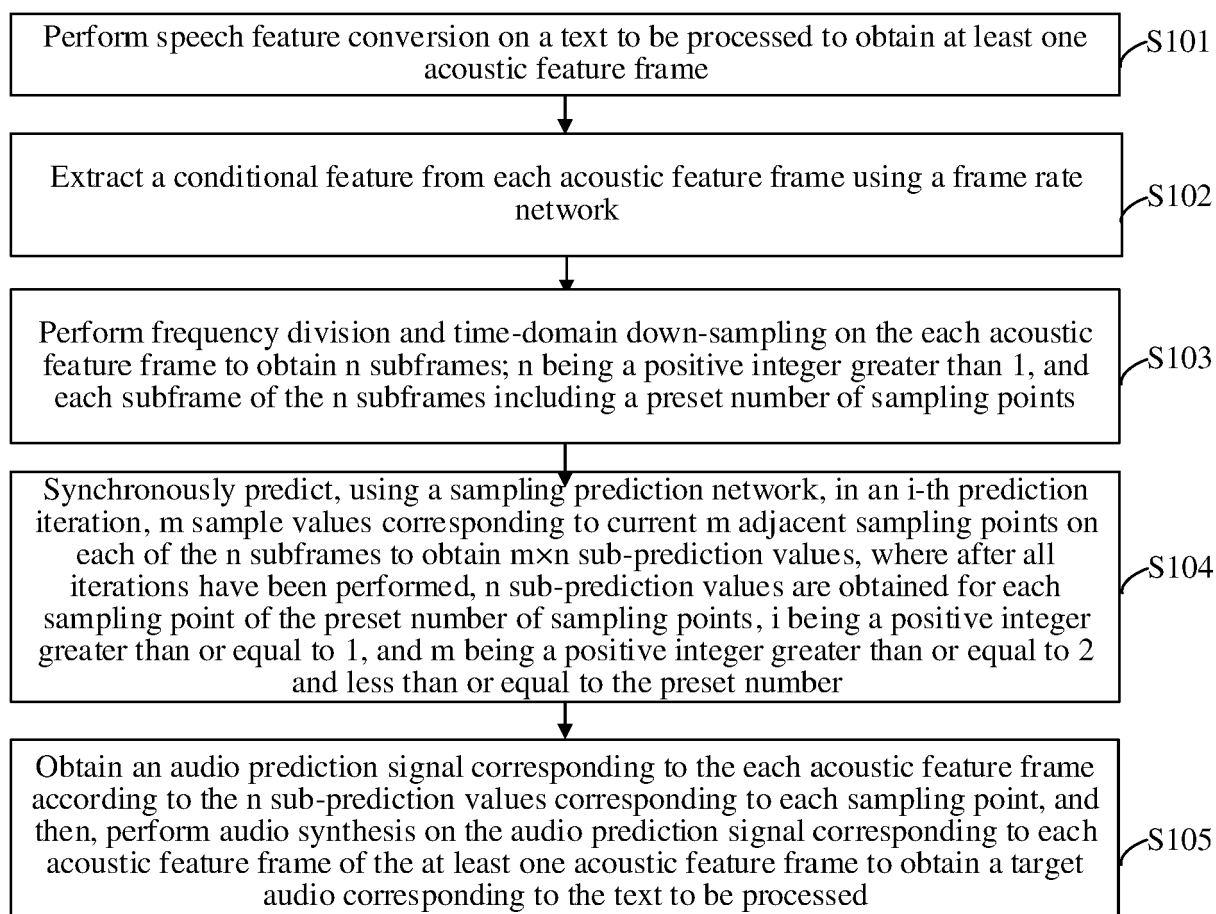 Perform speech feature conversion on a text to be processed to obtain at least one
acoustic feature frame
S101
Extract a conditional feature from each acoustic feature frame using a frame rate
network
S102
Perform frequency division and time-domain down-sampling on the each acoustic
feature frame to obtain n subframes; n being a positive integer greater than 1, and
each subframe of the n subframes including a preset number of sampling points
S103
Synchronously predict, using a sampling prediction network, in an i-th prediction
iteration, m sample values corresponding to current m adjacent sampling points on
each of the n subframes to obtain m×n sub-prediction values, where after all
iterations have been performed, n sub-prediction values are obtained for each
sampling point of the preset number of sampling points, i being a positive integer
greater than or equal to 1, and m being a positive integer greater than or equal to 2
and less than or equal to the preset number
S104
Obtain an audio prediction signal corresponding to the each acoustic feature frame
according to the n sub-prediction values corresponding to each sampling point, and
then, perform audio synthesis on the audio prediction signal corresponding to each
acoustic feature frame of the at least one acoustic feature frame to obtain a target
audio corresponding to the text to be processed
S105